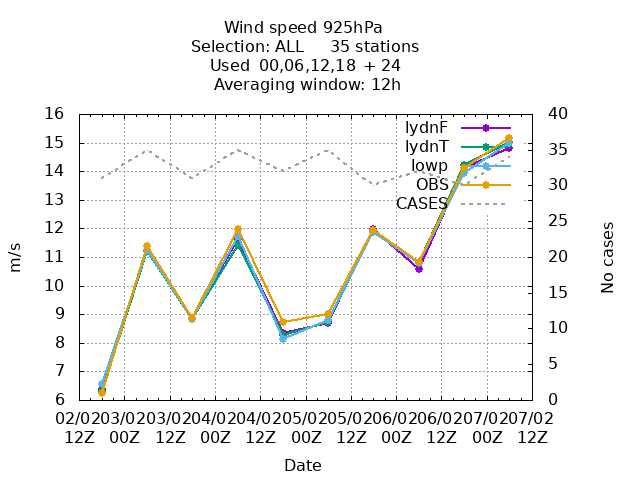 Wind speed 925hPa
Selection: ALL 35 stations
Used 00,06,12,18 + 24
Averaging window: 12h
16
15
14
13
12
11
10
9
8
7
6
m/s
40
35
30
25
20
15
10
5
0
No cases
IydnF
IydnT
Iowp
OBS
CASES
02/02 03/02 03/02 04/02 04/02 05/02 05/02 06/02 06/02 07/02 07/02
12Z 00Z 12Z 00Z 12Z 00Z 12Z 00Z 12Z 00Z 12Z
Date